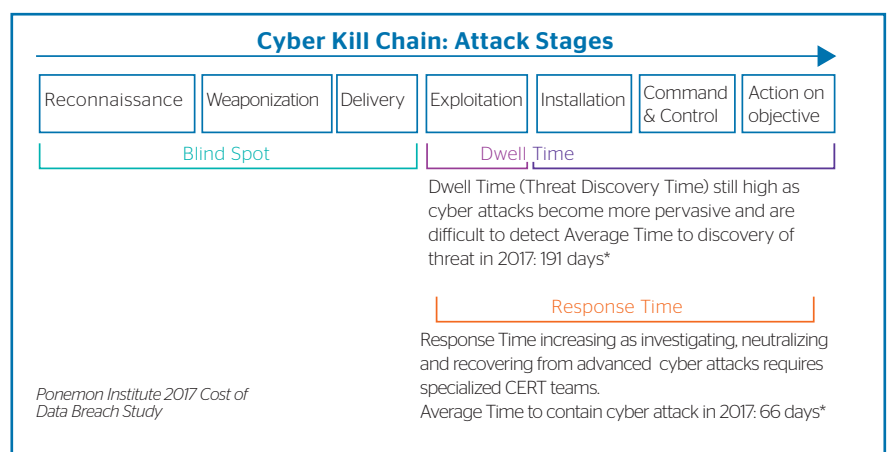 Cyber Kill Chain: Attack Stages
Reconnaissance
Weaponization
Delivery
Exploitation
Installation
Command
& Control
Action on
objective
Blind Spot
Dwell Time
Dwell Time (Threat Discovery Time) still high as
cyber attacks become more pervasive and are
difficult to detect Average Time to discovery of
threat in 2017: 191 days*
Response Time
Response Time increasing as investigating, neutralizing
and recovering from advanced cyber attacks requires
specialized CERT teams.
Average Time to contain cyber attack in 2017: 66 days*
Ponemon Institute 2017 Cost of
Data Breach Study